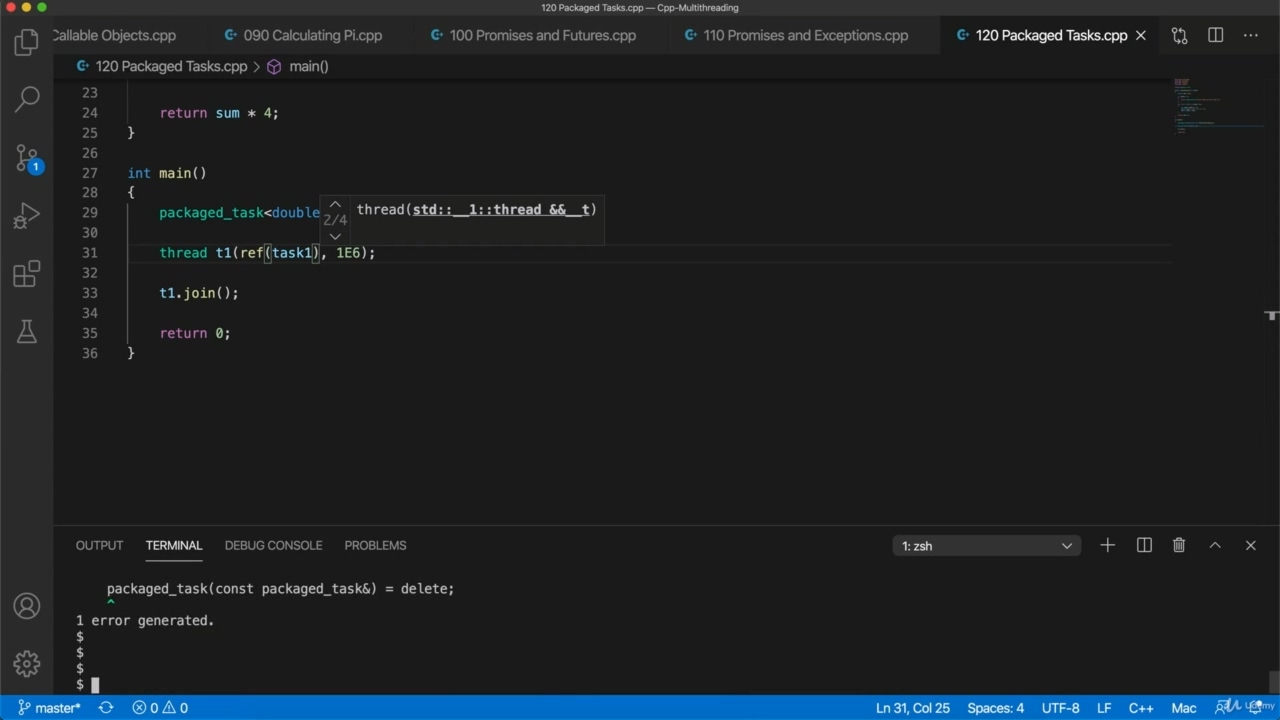 120 Packaged Tasks.cpp — Cpp-Multithreading
Callable Objects.cpp
090 Calculating Pi.cpp
100 Promises and Futures.cpp
110 Promises and Exceptions.cpp
120 Packaged Tasks.cpp
120 Packaged Tasks.cpp > main()
23
24 return sum * 4;
25 }
26
27 int main()
28 {
29 packaged_task<double
2/4 thread(std::__1::thread &&__t)
30
31 thread t1(ref(task1), 1E6);
32
33 t1.join();
34
35 return 0;
36 }
OUTPUT TERMINAL DEBUG CONSOLE PROBLEMS 1: zsh
packaged_task(const packaged_task&) = delete;
^
1 error generated.
$
$
$
$
1
master* 0 0 Ln 31, Col 25 Spaces: 4 UTF-8 LF C++ Mac
Udemy